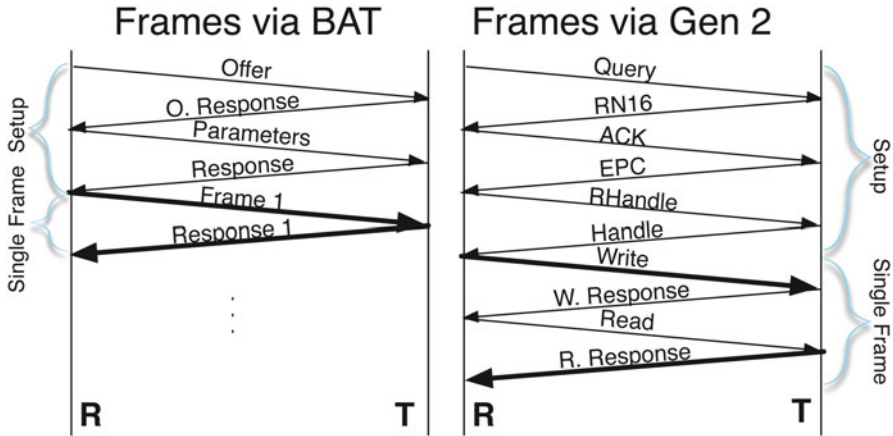 Frames via BAT
Offer
O. Response
Parameters
Response
Frame 1
Response 1
Setup
Single Frame
R
T
Frames via Gen 2
Query
RN16
ACK
EPC
RHandle
Handle
Write
W. Response
Read
R. Response
Setup
Single Frame
R
T